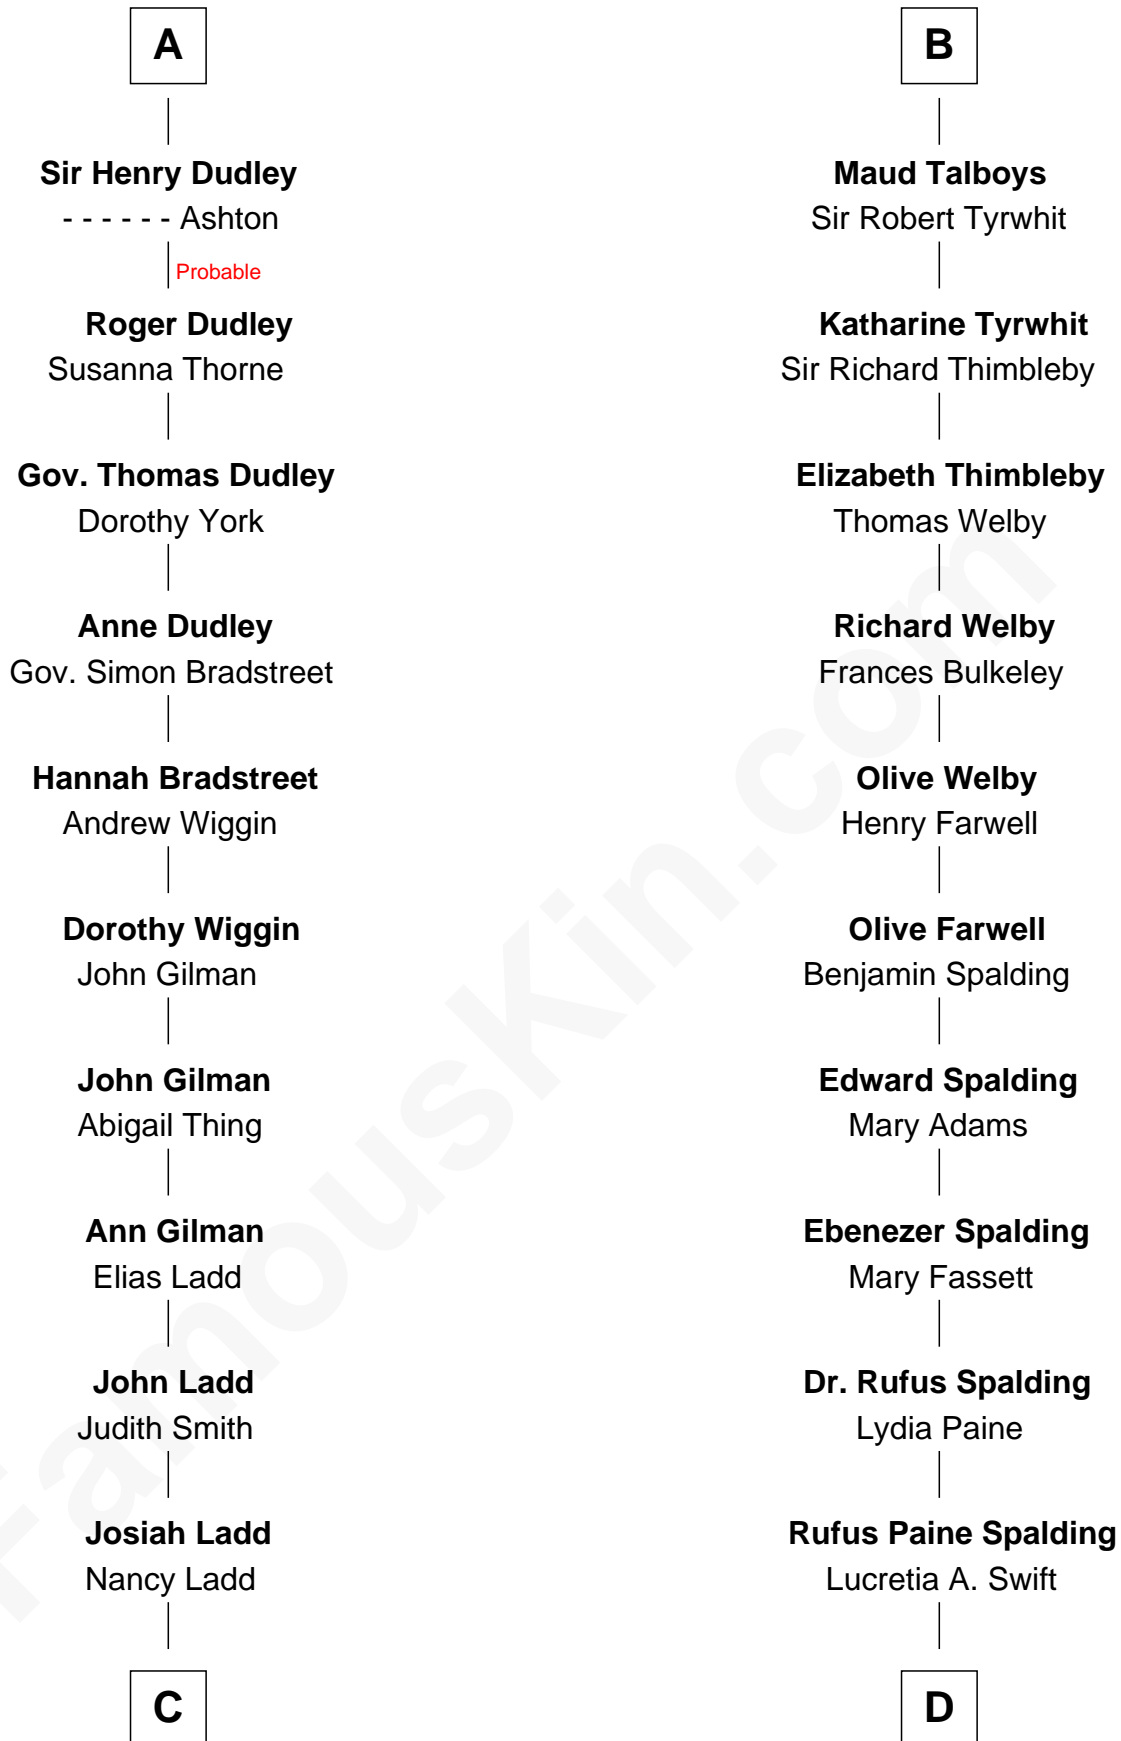 A
Sir Henry Dudley
- - - - - - Ashton
Probable
Roger Dudley
Susanna Thorne
Gov. Thomas Dudley
Dorothy York
Anne Dudley
Gov. Simon Bradstreet
Hannah Bradstreet
Andrew Wiggin
Dorothy Wiggin
John Gilman
John Gilman
Abigail Thing
Ann Gilman
Elias Ladd
John Ladd
Judith Smith
Josiah Ladd
Nancy Ladd
C
B
Maud Talboys
Sir Robert Tyrwhit
Katharine Tyrwhit
Sir Richard Thimbleby
Elizabeth Thimbleby
Thomas Welby
Richard Welby
Frances Bulkeley
Olive Welby
Henry Farwell
Olive Farwell
Benjamin Spalding
Edward Spalding
Mary Adams
Ebenezer Spalding
Mary Fassett
Dr. Rufus Spalding
Lydia Paine
Rufus Paine Spalding
Lucretia A. Swift
D
FamousKin.com